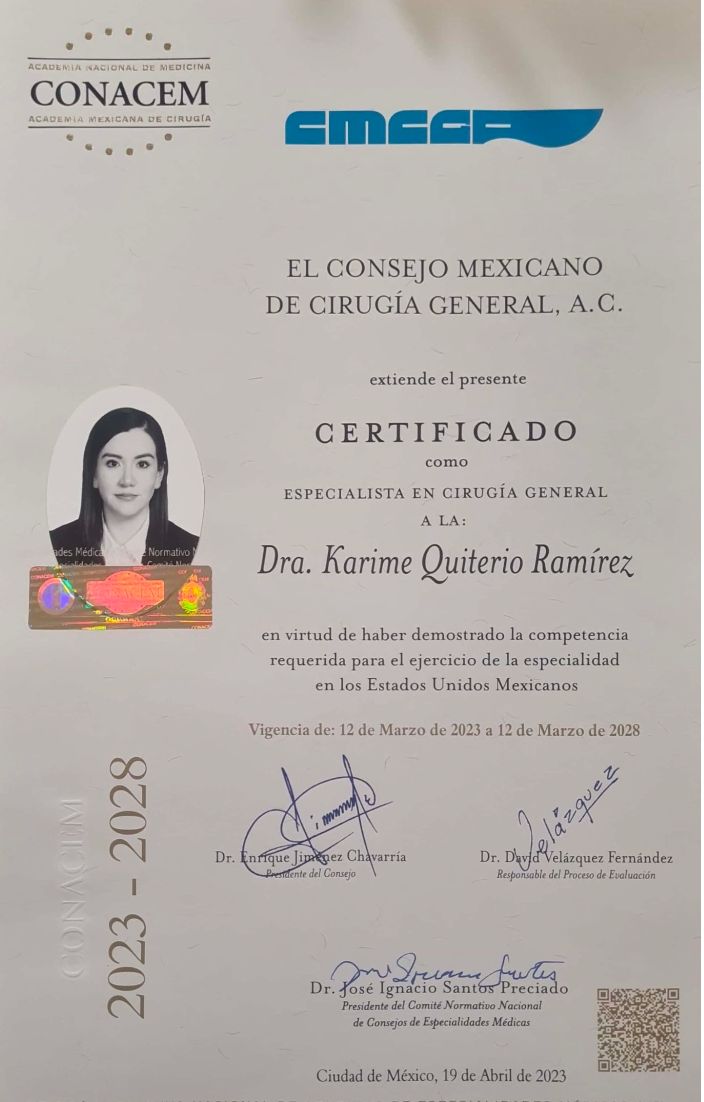 ACADEMIA NACIONAL DE MEDICINA
CONACEM
ACADEMIA MEXICANA DE CIRUGÍA
CMCGP
EL CONSEJO MEXICANO
DE CIRUGÍA GENERAL, A.C.
extiende el presente
CERTIFICADO
como
ESPECIALISTA EN CIRUGÍA GENERAL
A LA:
Dra. Karime Quiterio Ramírez
ades Médica
Normativo N
CONACEM
en virtud de haber demostrado la competencia
requerida para el ejercicio de la especialidad
en los Estados Unidos Mexicanos
Vigencia de: 12 de Marzo de 2023 a 12 de Marzo de 2028
CONACEM
2023 - 2028
Velázquez
Dr. Enrique Jiménez Chavarría
Presidente del Consejo
Dr. David Velázquez Fernández
Responsable del Proceso de Evaluación
Dr. José Ignacio Santos Preciado
Presidente del Comité Normativo Nacional
de Consejos de Especialidades Médicas
Ciudad de México, 19 de Abril de 2023